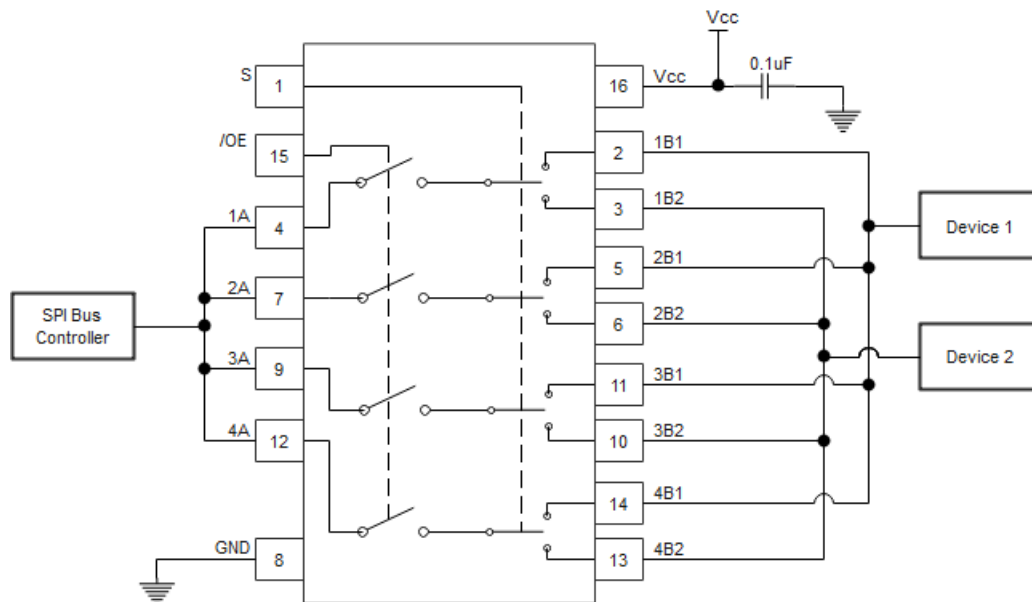 Vcc
0.1uF
S
1
16
Vcc
/OE
15
2
1B1
1A
4
3
1B2
Device 1
5
2B1
2A
7
6
2B2
SPI Bus
Controller
Device 2
3A
9
11
3B1
4A
12
10
3B2
14
4B1
GND
8
13
4B2